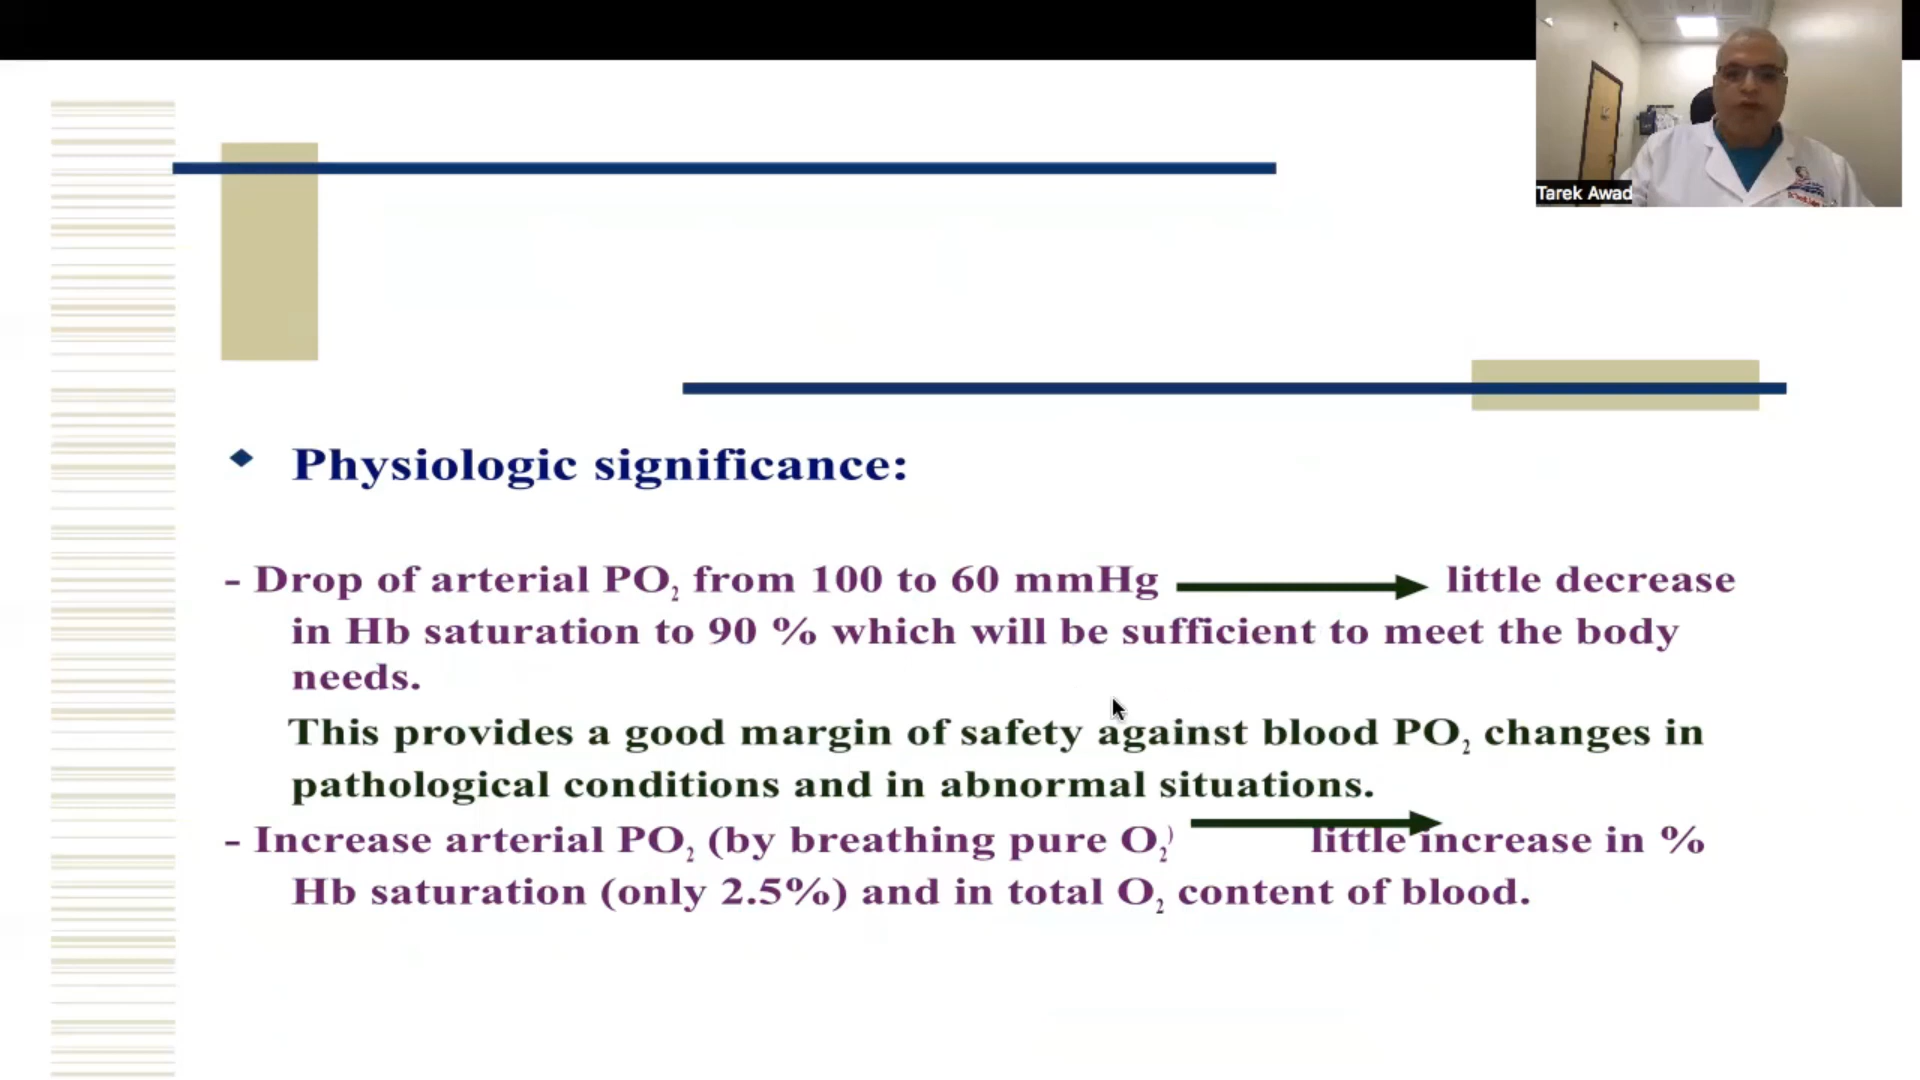 Tarek Awad
Physiologic significance:
- Drop of arterial PO₂ from 100 to 60 mmHg little decrease
in Hb saturation to 90 % which will be sufficient to meet the body
needs.
This provides a good margin of safety against blood PO₂ changes in
pathological conditions and in abnormal situations.
- Increase arterial PO₂ (by breathing pure O₂) little increase in %
Hb saturation (only 2.5%) and in total O₂ content of blood.